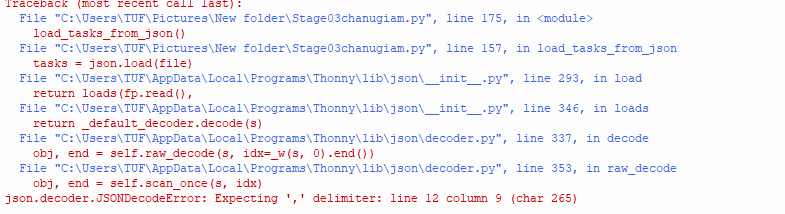 Traceback (most recent call last):
File "C:\Users\TUF\Pictures\New folder\Stage03chanugiam.py", line 175, in <module>
load_tasks_from_json()
File "C:\Users\TUF\Pictures\New folder\Stage03chanugiam.py", line 157, in load_tasks_from_json
tasks = json.load(file)
File "C:\Users\TUF\AppData\Local\Programs\Thonny\lib\json\__init__.py", line 293, in load
return loads(fp.read(),
File "C:\Users\TUF\AppData\Local\Programs\Thonny\lib\json\__init__.py", line 346, in loads
return _default_decoder.decode(s)
File "C:\Users\TUF\AppData\Local\Programs\Thonny\lib\json\decoder.py", line 337, in decode
obj, end = self.raw_decode(s, idx=_w(s, 0).end())
File "C:\Users\TUF\AppData\Local\Programs\Thonny\lib\json\decoder.py", line 353, in raw_decode
obj, end = self.scan_once(s, idx)
json.decoder.JSONDecodeError: Expecting ',' delimiter: line 12 column 9 (char 265)